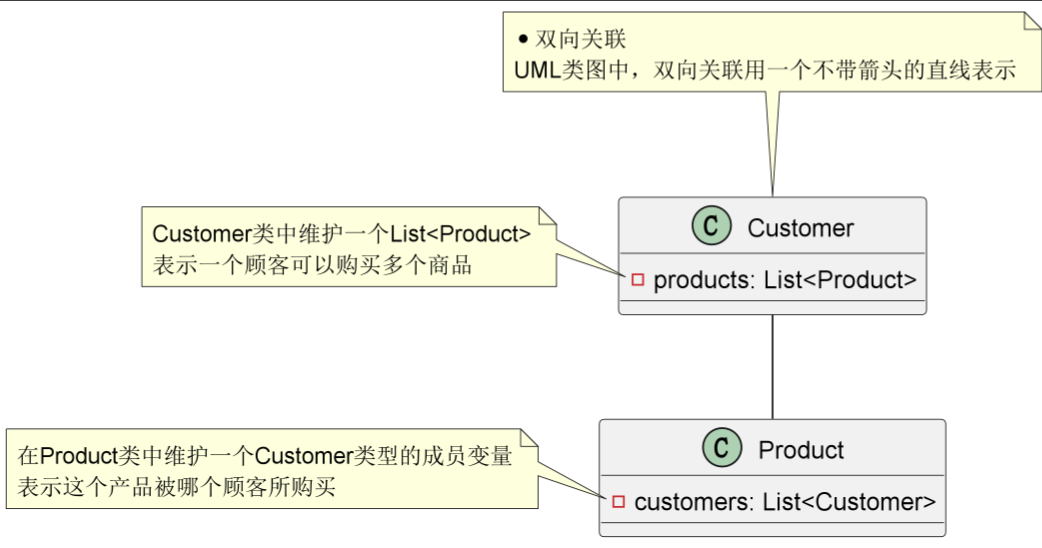 •双向关联
UML类图中，双向关联用一个不带箭头的直线表示
C Customer
Customer类中维护一个List<Product>
表示一个顾客可以购买多个商品
products: List<Product>
C Product
在Product类中维护一个Customer类型的成员变量
表示这个产品被哪个顾客所购买
customers: List<Customer>